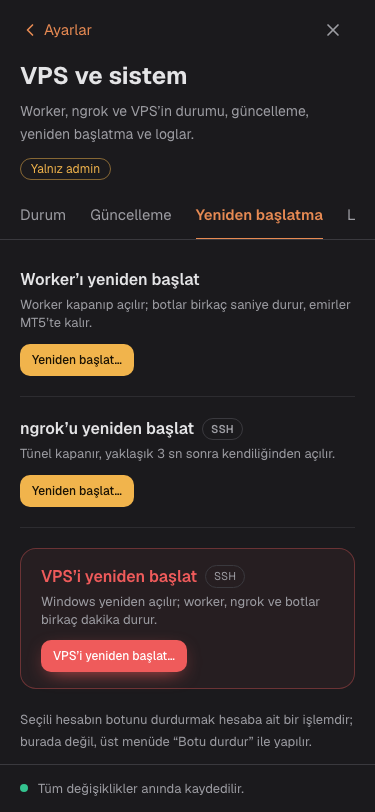 Ayarlar
VPS ve sistem
Worker, ngrok ve VPS’in durumu, güncelleme,
yeniden başlatma ve loglar.
Yalnız admin
Durum Güncelleme Yeniden başlatma L
Worker’ı yeniden başlat
Worker kapanıp açılır; botlar birkaç saniye durur, emirler
MT5’te kalır.
Yeniden başlat…
ngrok’u yeniden başlat SSH
Tünel kapanır, yaklaşık 3 sn sonra kendiliğinden açılır.
Yeniden başlat…
VPS’i yeniden başlat SSH
Windows yeniden açılır; worker, ngrok ve botlar
birkaç dakika durur.
VPS’i yeniden başlat…
Seçili hesabın botunu durdurmak hesaba ait bir işlemdir;
burada değil, üst menüde “Botu durdur” ile yapılır.
Tüm değişiklikler anında kaydedilir.